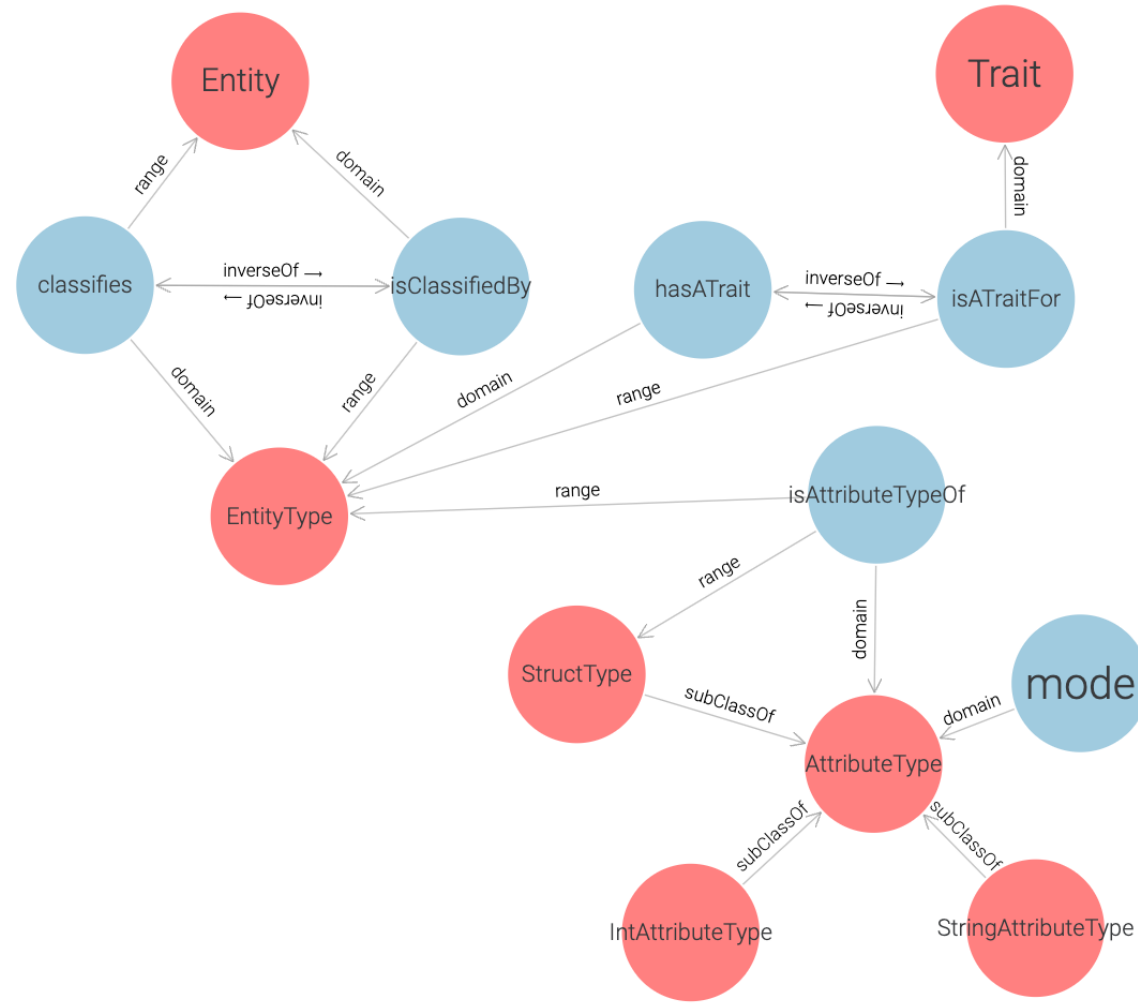 Entity
Trait
range
domain
domain
classifies
inverseOf ←
inverseOf →
isClassifiedBy
hasATrait
inverseOf ←
inverseOf →
isATraitFor
domain
range
domain
range
EntityType
range
isAttributeTypeOf
range
domain
StructType
subClassOf
mode
domain
AttributeType
subClassOf
subClassOf
IntAttributeType
StringAttributeType